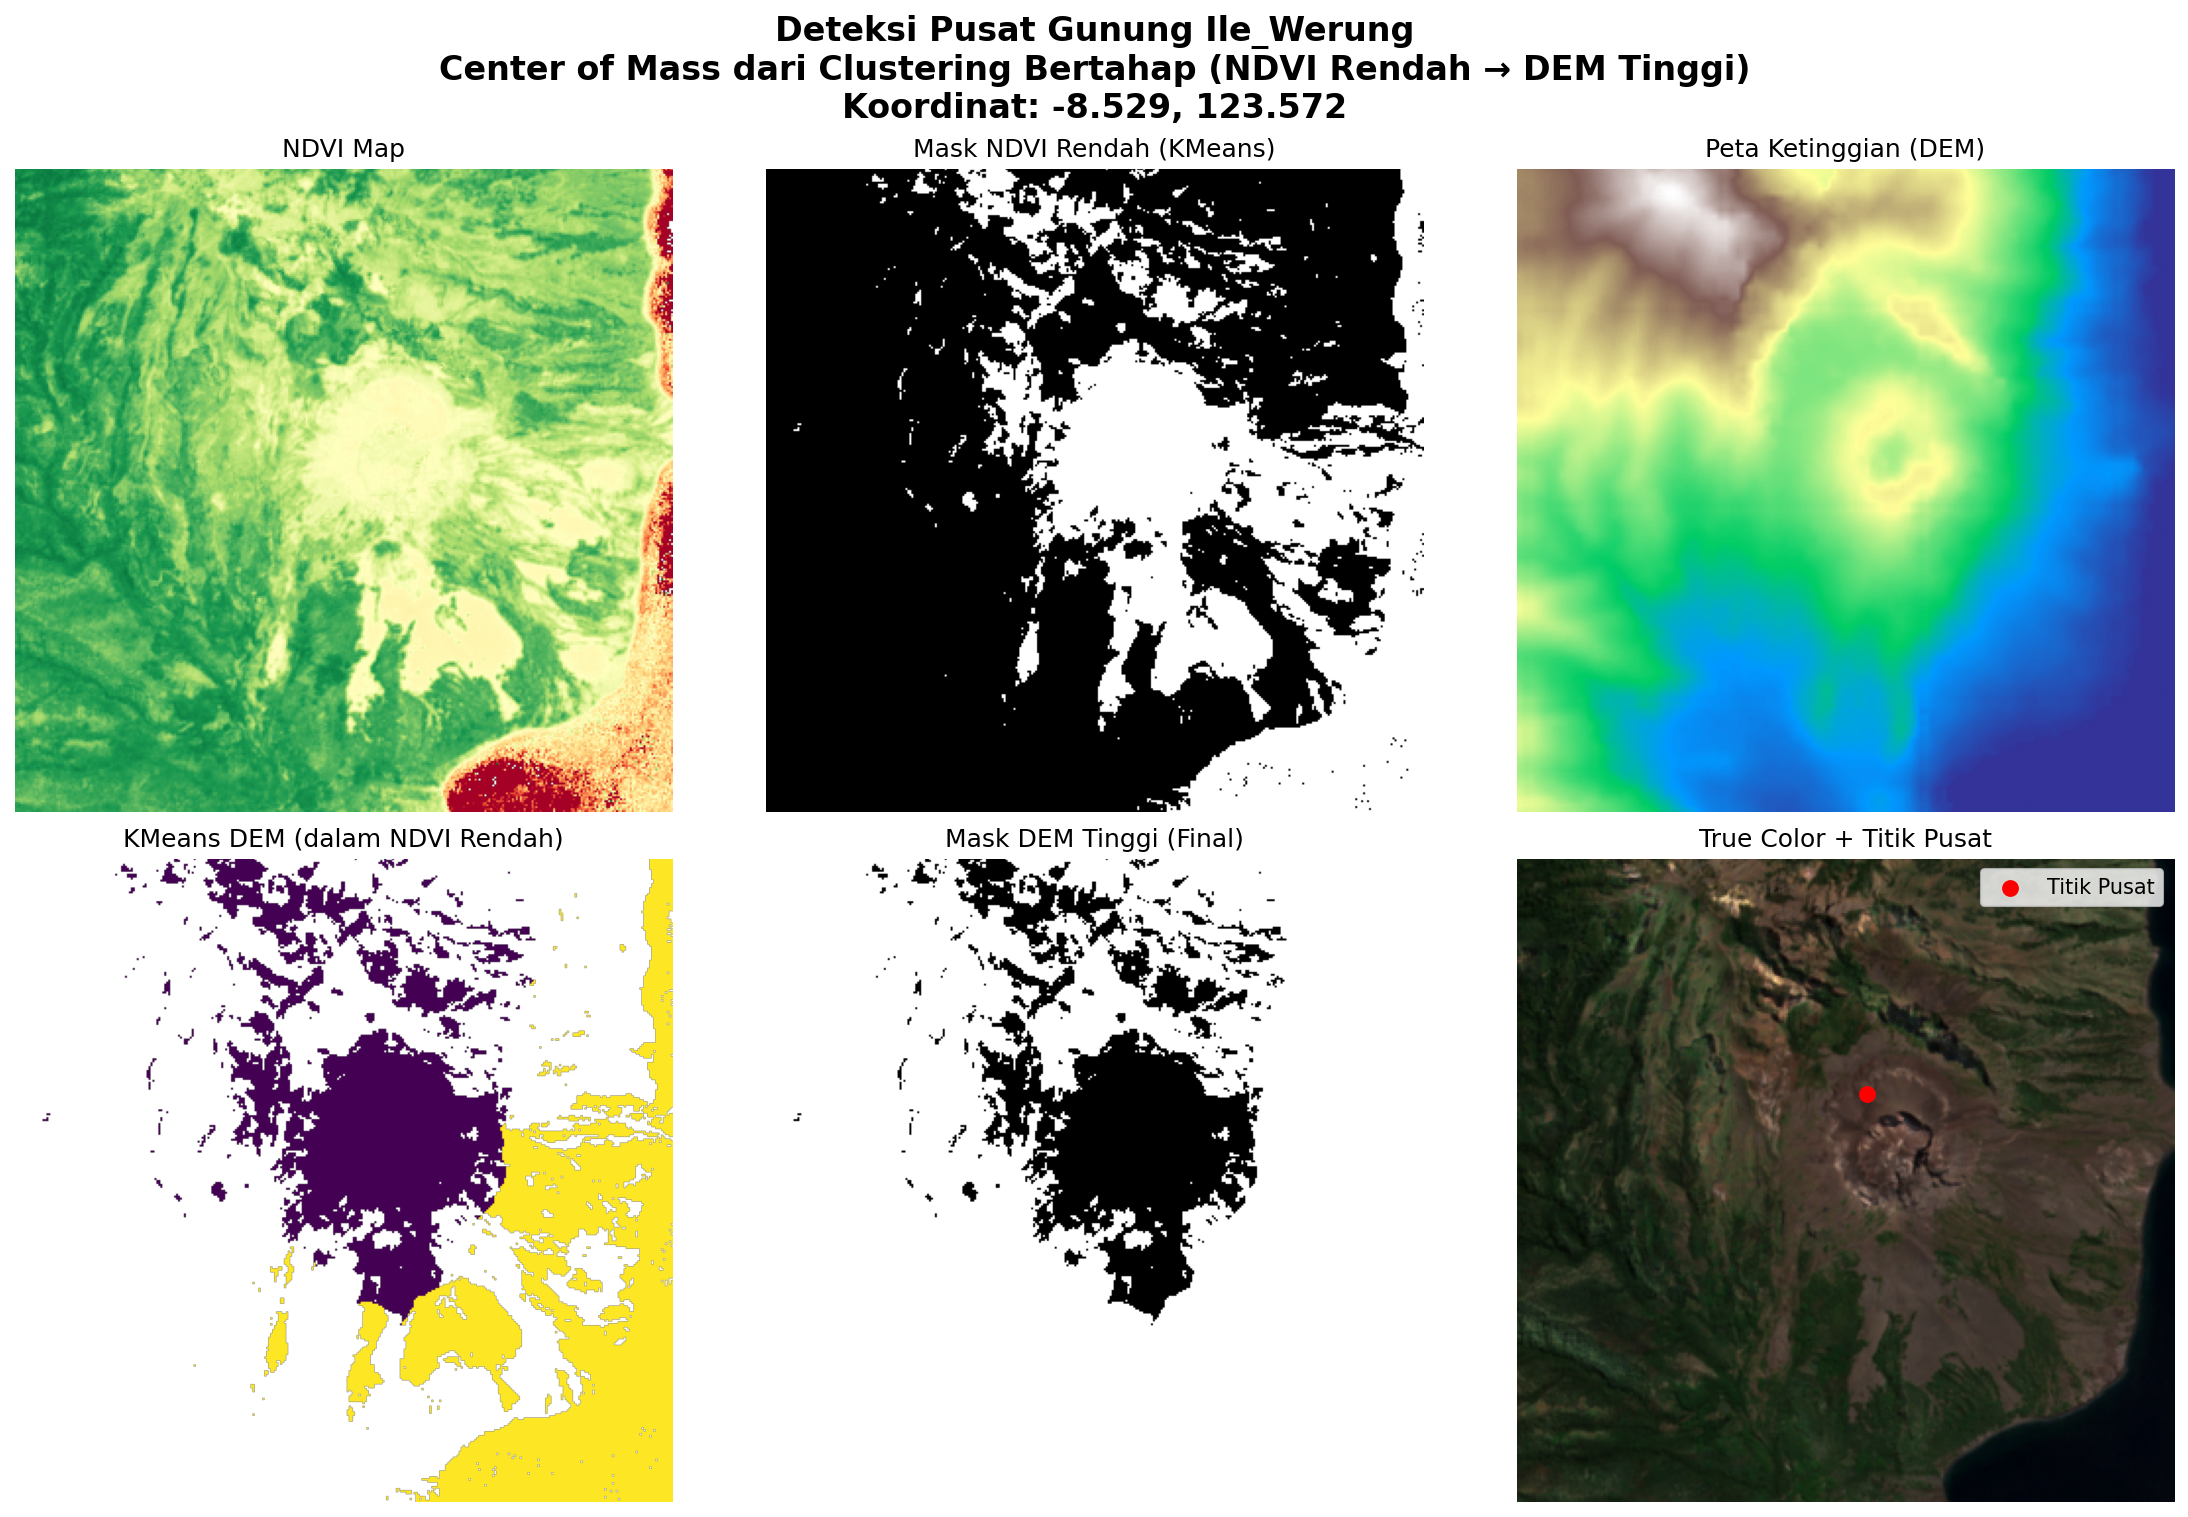 Deteksi Pusat Gunung Ile_Werung
Center of Mass dari Clustering Bertahap (NDVI Rendah → DEM Tinggi)
Koordinat: -8.529, 123.572
NDVI Map
Mask NDVI Rendah (KMeans)
Peta Ketinggian (DEM)
KMeans DEM (dalam NDVI Rendah)
Mask DEM Tinggi (Final)
True Color + Titik Pusat
Titik Pusat